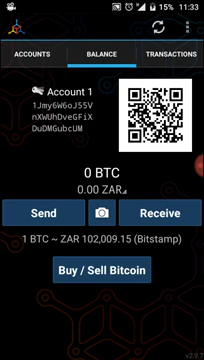 15% 11:33
ACCOUNTS BALANCE TRANSACTIONS
Account 1
1Jmy6W6oJ55V
nXWUhDveGFiX
DuDMGubcUM
0 BTC
0.00 ZAR
Send Receive
1 BTC ~ ZAR 102,009.15 (Bitstamp)
Buy / Sell Bitcoin